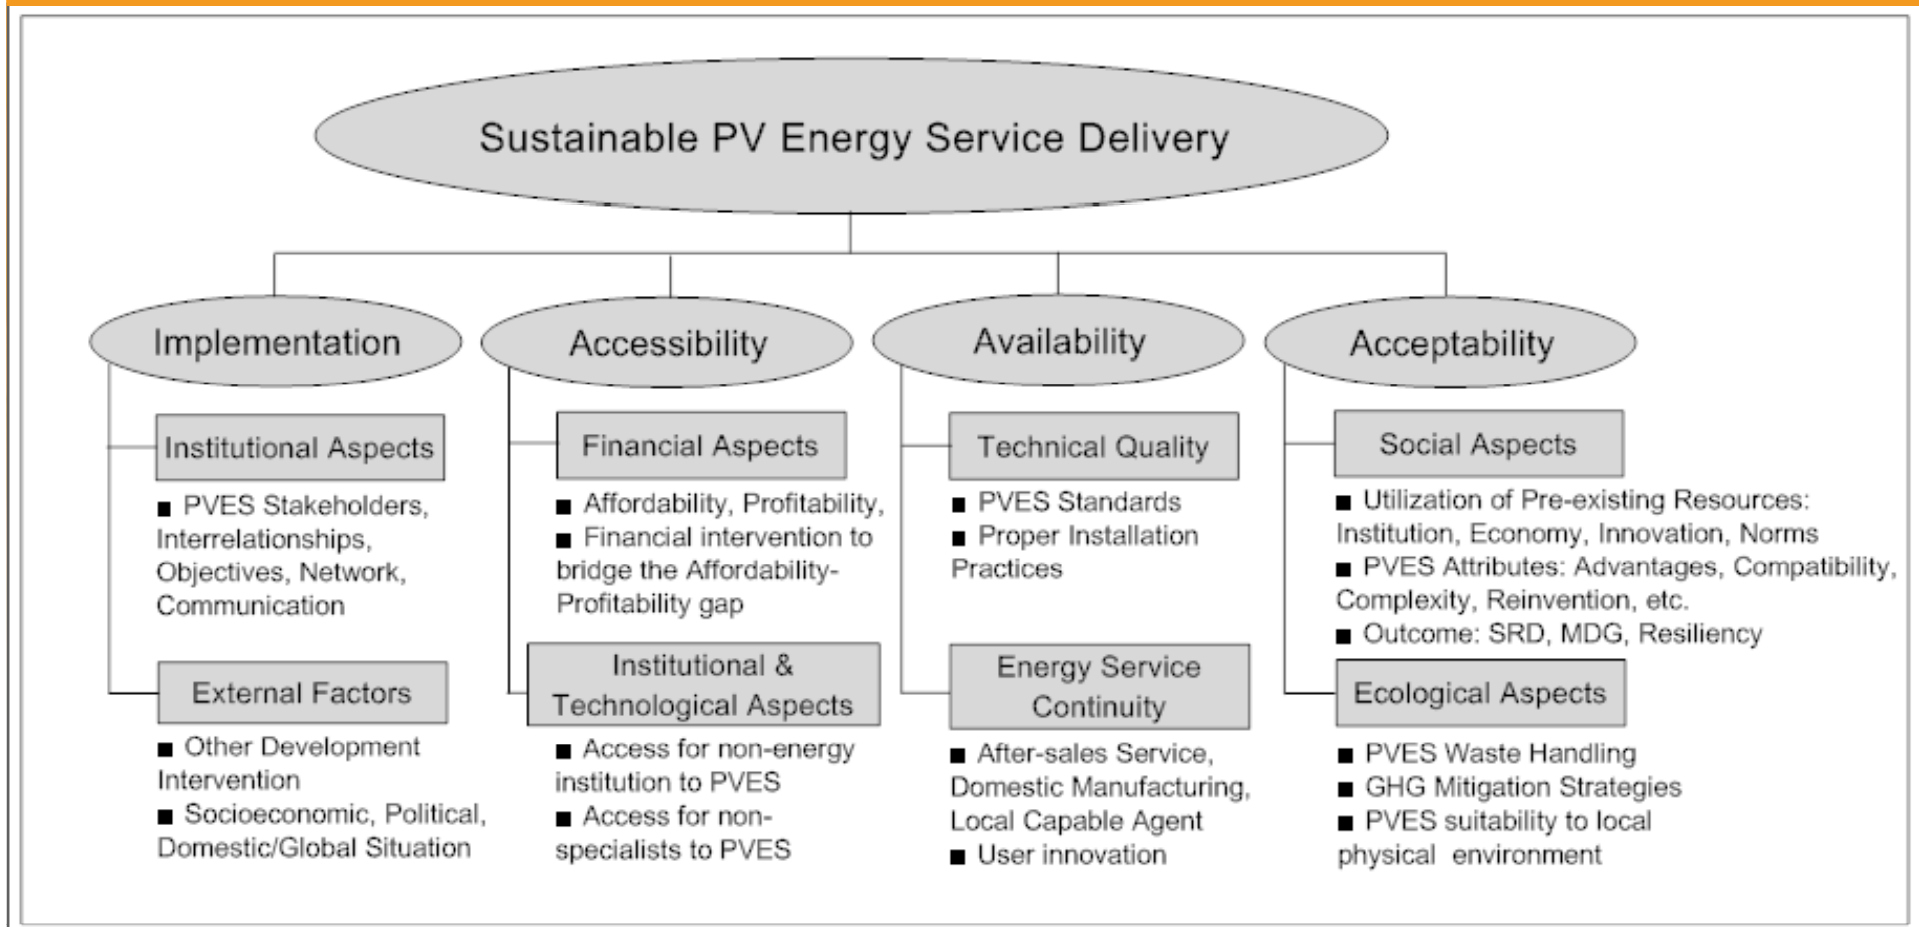 Sustainable PV Energy Service Delivery
Implementation
Institutional Aspects
■ PVES Stakeholders,
Interrelationships,
Objectives, Network,
Communication
External Factors
■ Other Development
Intervention
■ Socioeconomic, Political,
Domestic/Global Situation
Accessibility
Financial Aspects
■ Affordability, Profitability,
■ Financial intervention to
bridge the Affordability-
Profitability gap
Institutional &
Technological Aspects
■ Access for non-energy
institution to PVES
■ Access for non-
specialists to PVES
Availability
Technical Quality
■ PVES Standards
■ Proper Installation
Practices
Energy Service
Continuity
■ After-sales Service,
Domestic Manufacturing,
Local Capable Agent
■ User innovation
Acceptability
Social Aspects
■ Utilization of Pre-existing Resources:
Institution, Economy, Innovation, Norms
■ PVES Attributes: Advantages, Compatibility,
Complexity, Reinvention, etc.
■ Outcome: SRD, MDG, Resiliency
Ecological Aspects
■ PVES Waste Handling
■ GHG Mitigation Strategies
■ PVES suitability to local
physical environment